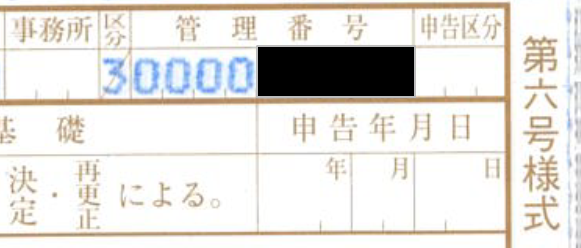 事務所 区分 管理番号 申告区分
30000
基礎 申告年月日
決定・再更正による。 年 月 日
第六号様式